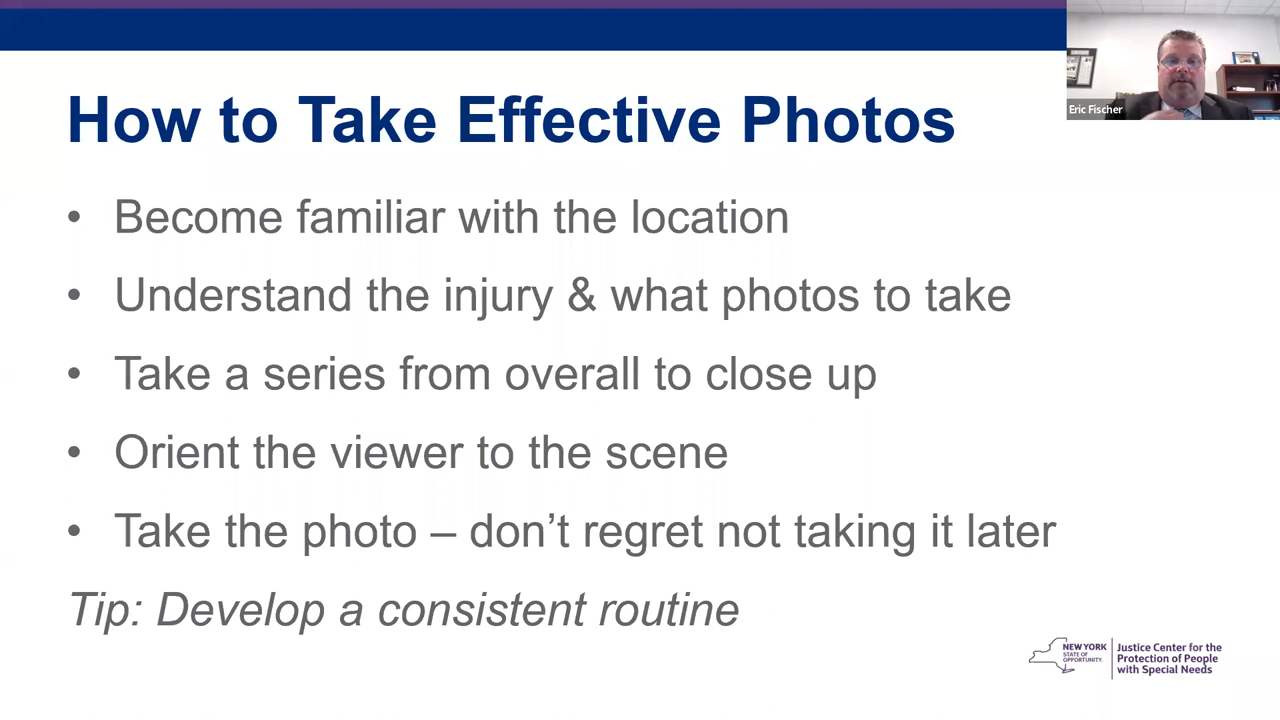 Eric Fischer
How to Take Effective Photos
• Become familiar with the location
• Understand the injury & what photos to take
• Take a series from overall to close up
• Orient the viewer to the scene
• Take the photo – don’t regret not taking it later
Tip: Develop a consistent routine
NEW YORK
STATE OF
OPPORTUNITY.
Justice Center for the
Protection of People
with Special Needs